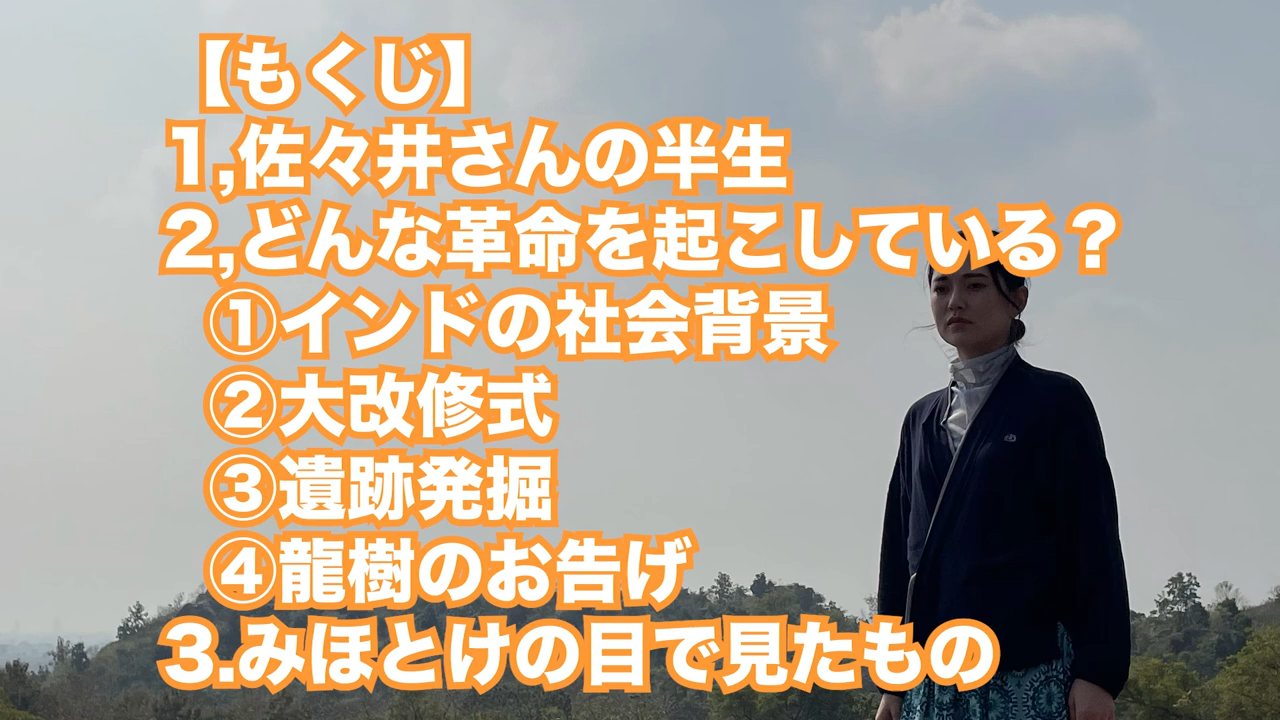 【もくじ】
1,佐々井さんの半生
2,どんな革命を起こしている？
①インドの社会背景
②大改修式
③遺跡発掘
④龍樹のお告げ
3.みほとけの目で見たもの